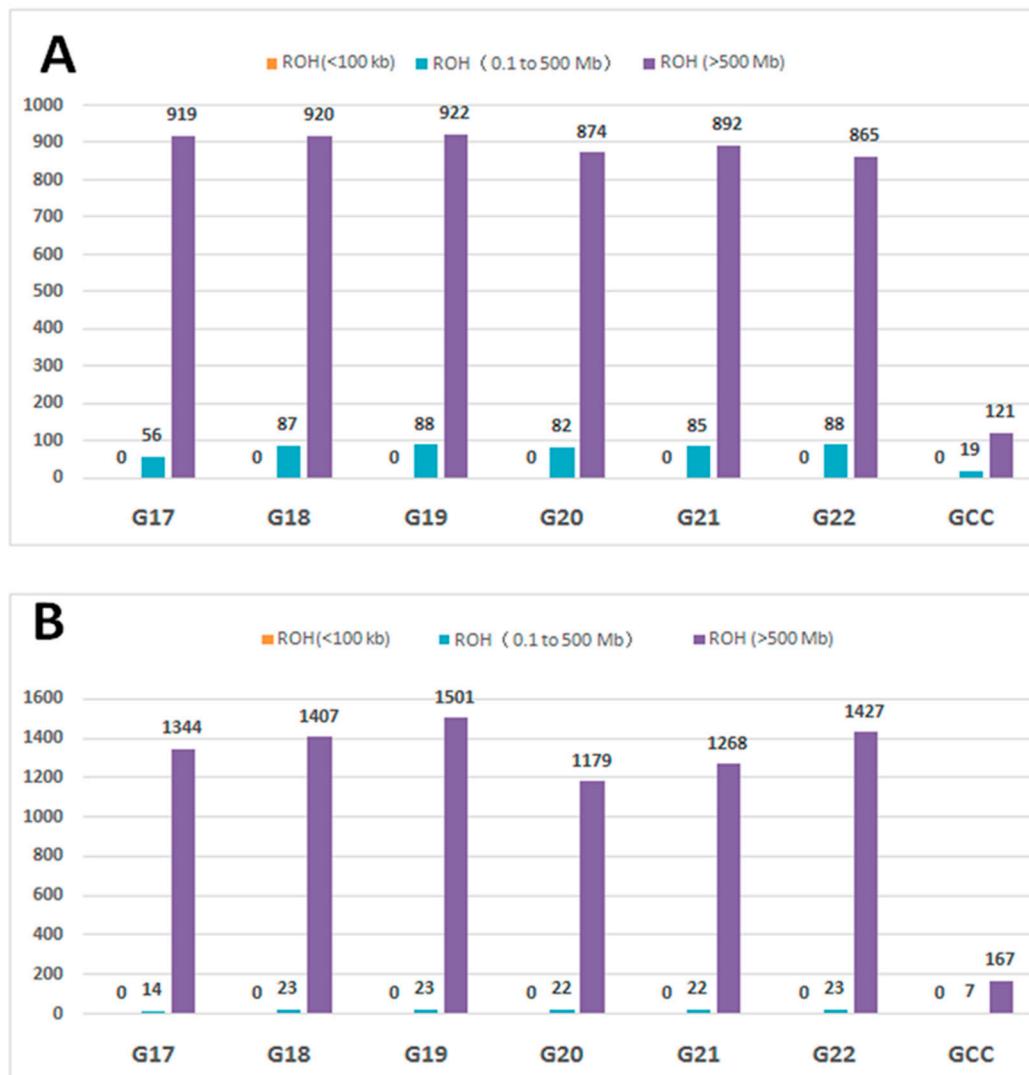 A
ROH(<100 kb) ROH（0.1 to 500 Mb） ROH (>500 Mb)
1000
900
800
700
600
500
400
300
200
100
0
0 56 919
0 87 920
0 88 922
0 82 874
0 85 892
0 88 865
0 19 121
G17 G18 G19 G20 G21 G22 GCC
B
ROH(<100 kb) ROH（0.1 to 500 Mb） ROH (>500 Mb)
1600
1400
1200
1000
800
600
400
200
0
0 14 1344
0 23 1407
0 23 1501
0 22 1179
0 22 1268
0 23 1427
0 7 167
G17 G18 G19 G20 G21 G22 GCC